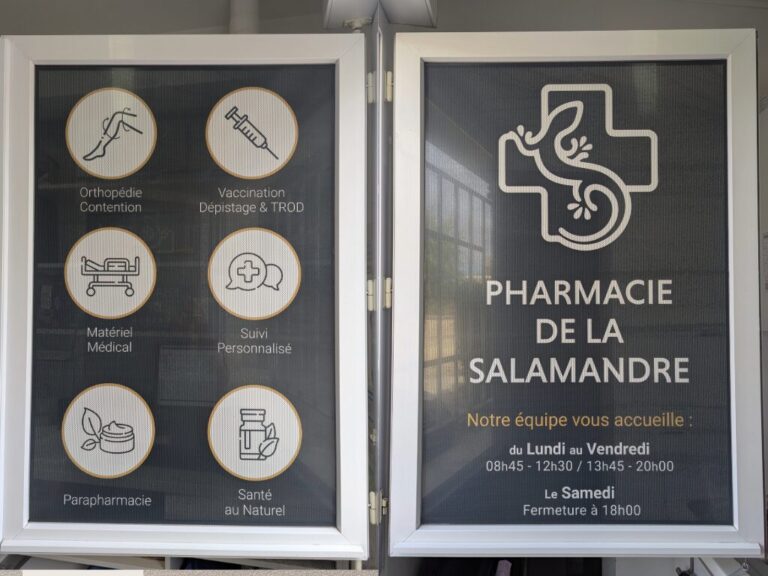 Orthopédie
Contention
Vaccination
Dépistage & TROD
Matériel
Médical
Suivi
Personnalisé
Parapharmacie
Santé
au Naturel
PHARMACIE
DE LA
SALAMANDRE
Notre équipe vous accueille :
du Lundi au Vendredi
08h45 - 12h30 / 13h45 - 20h00
Le Samedi
Fermeture à 18h00